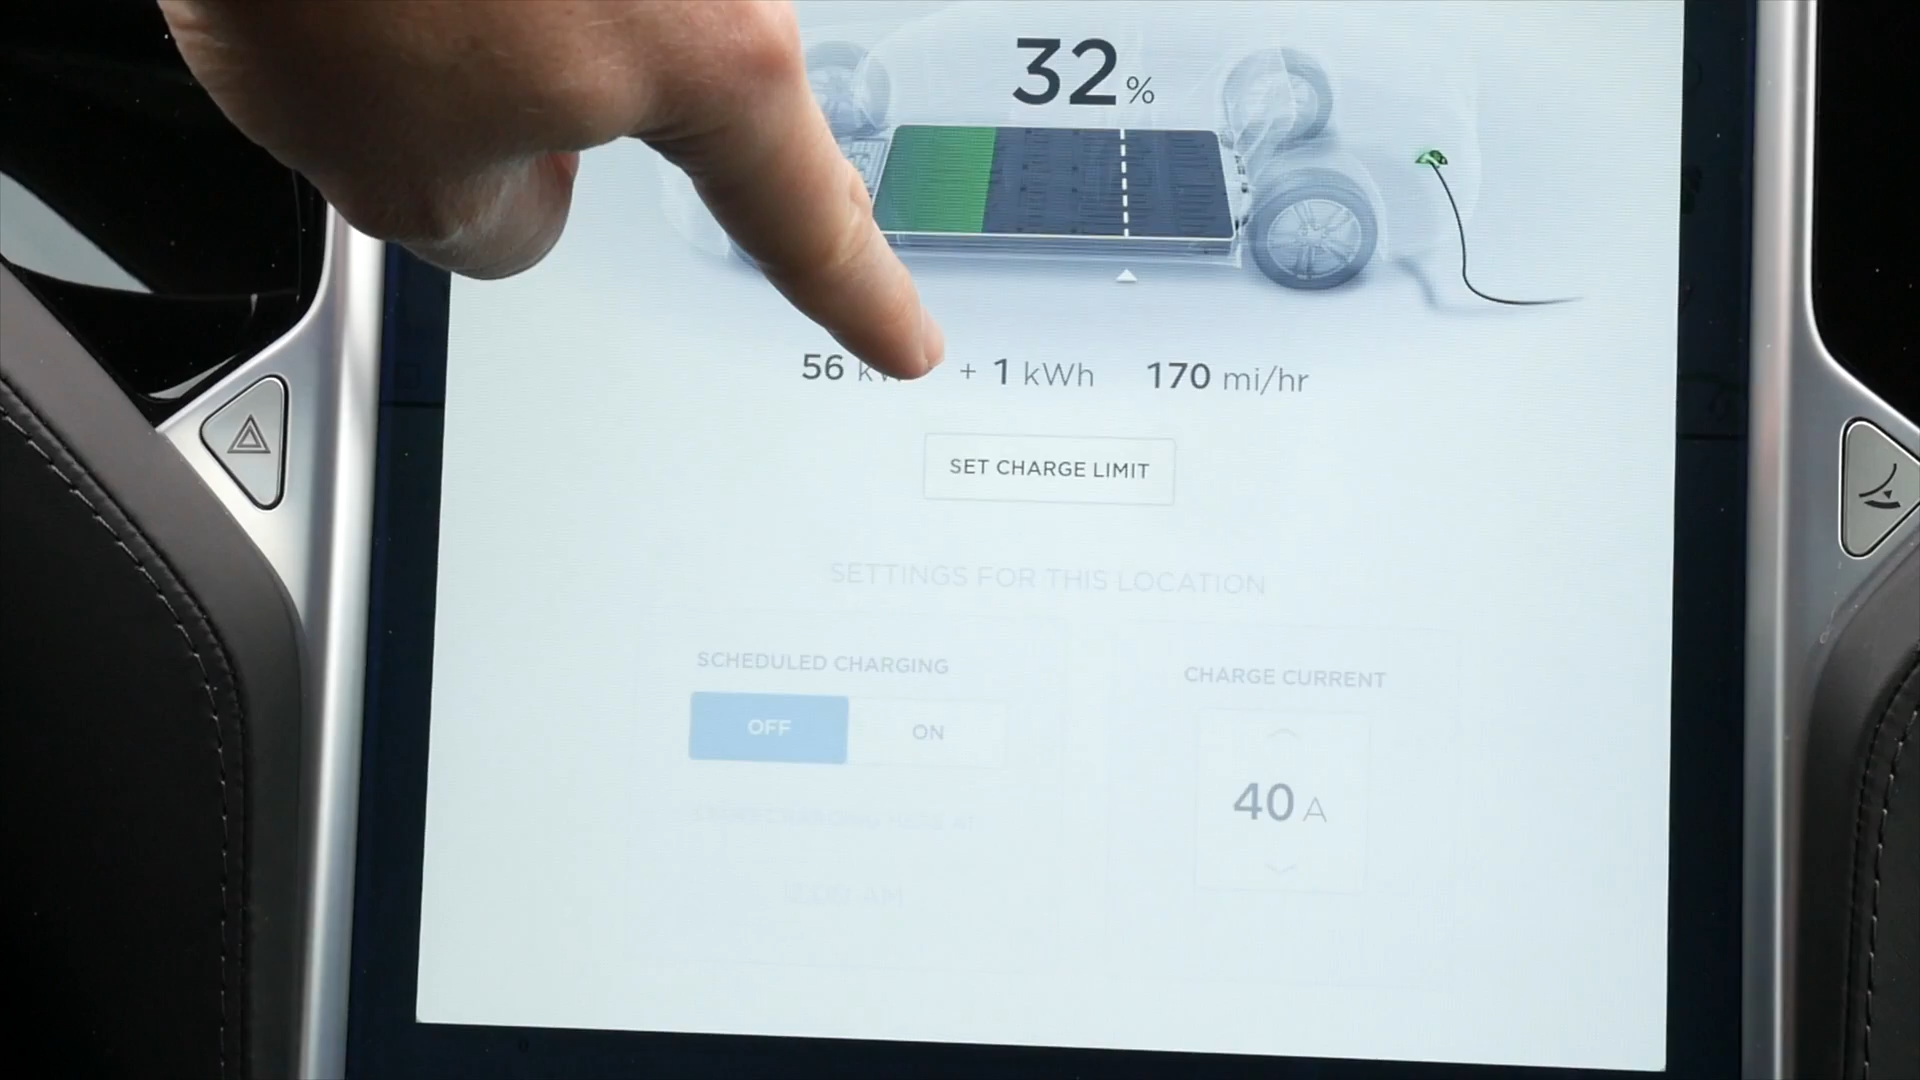 32%
56 kW + 1 kWh 170 mi/hr
SET CHARGE LIMIT
SETTINGS FOR THIS LOCATION
SCHEDULED CHARGING
OFF ON
CHARGE CURRENT
40 A